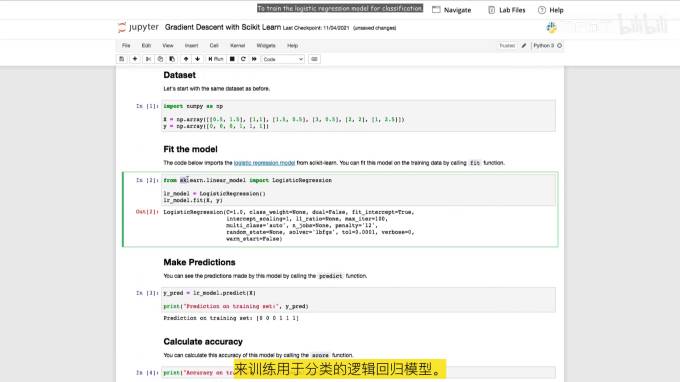 To train the logistic regression model for classification.
Navigate Lab Files Help
bilibili
jupyter Gradient Descent with Scikit Learn Last Checkpoint: 11/04/2021 (unsaved changes)
File Edit View Insert Cell Kernel Widgets Help
Trusted Python 3
Run Code
Dataset
Let's start with the same dataset as before.
In [1]: import numpy as np
X = np.array([[0.5, 1.5], [1,1], [1.5, 0.5], [3, 0.5], [2, 2], [1, 2.5]])
y = np.array([0, 0, 0, 1, 1, 1])
Fit the model
The code below imports the logistic regression model from scikit-learn. You can fit this model on the training data by calling fit function.
In [2]: from sklearn.linear_model import LogisticRegression
lr_model = LogisticRegression()
lr_model.fit(X, y)
Out[2]: LogisticRegression(C=1.0, class_weight=None, dual=False, fit_intercept=True,
intercept_scaling=1, l1_ratio=None, max_iter=100,
multi_class='auto', n_jobs=None, penalty='l2',
random_state=None, solver='lbfgs', tol=0.0001, verbose=0,
warm_start=False)
Make Predictions
You can see the predictions made by this model by calling the predict function.
In [3]: y_pred = lr_model.predict(X)
print("Prediction on training set:", y_pred)
Prediction on training set: [0 0 0 1 1 1]
Calculate accuracy
You can calculate this accuracy of this model by calling the score function.
In [4]: print("Accuracy on
来训练用于分类的逻辑回归模型。